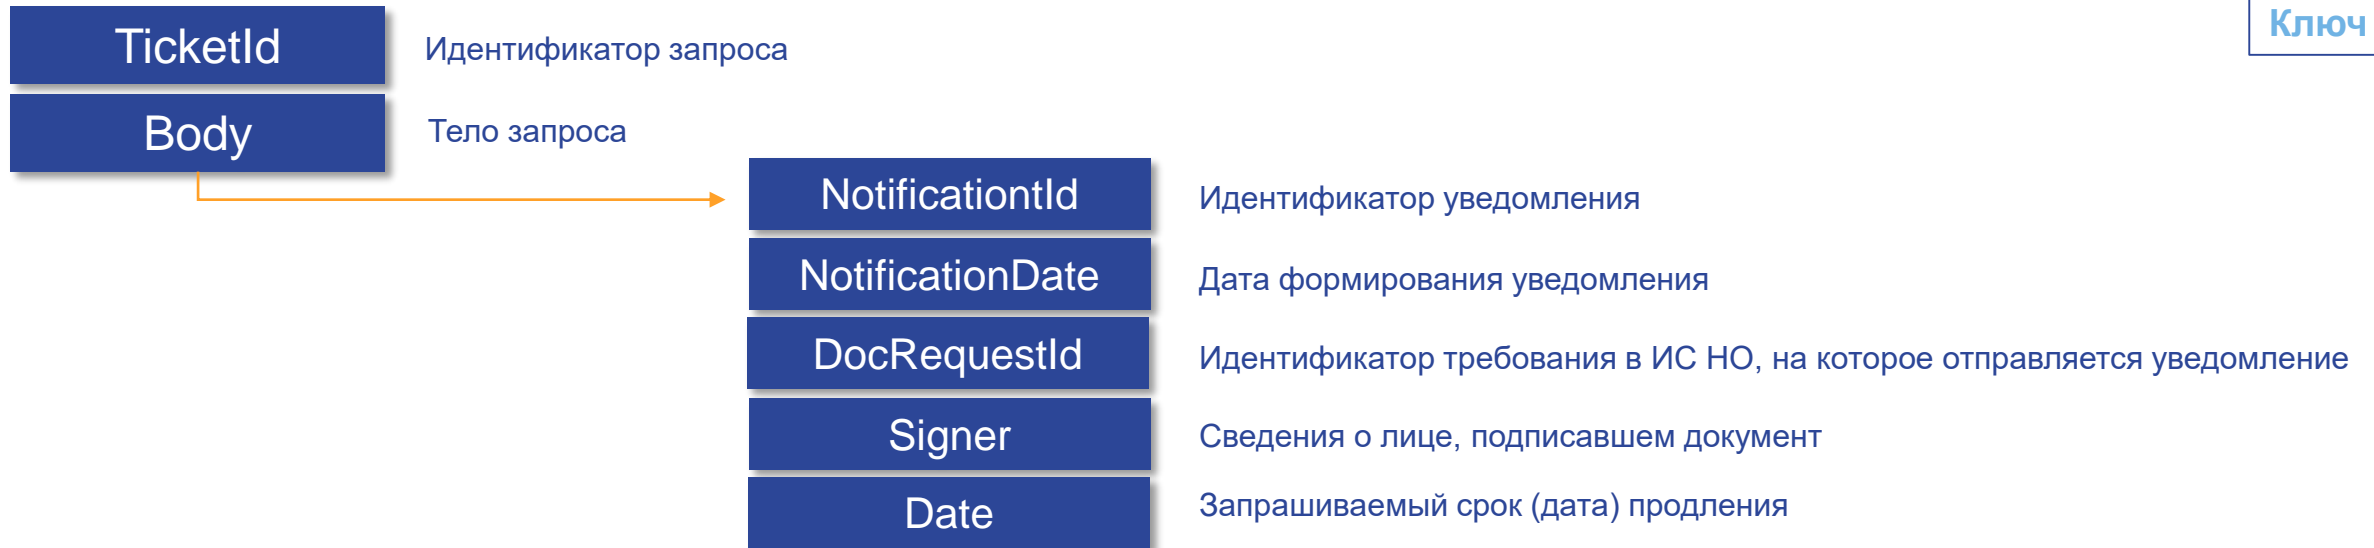 Ключ
TicketId
Идентификатор запроса
Body
Тело запроса
NotificationtId
Идентификатор уведомления
NotificationDate
Дата формирования уведомления
DocRequestId
Идентификатор требования в ИС НО, на которое отправляется уведомление
Signer
Сведения о лице, подписавшем документ
Date
Запрашиваемый срок (дата) продления